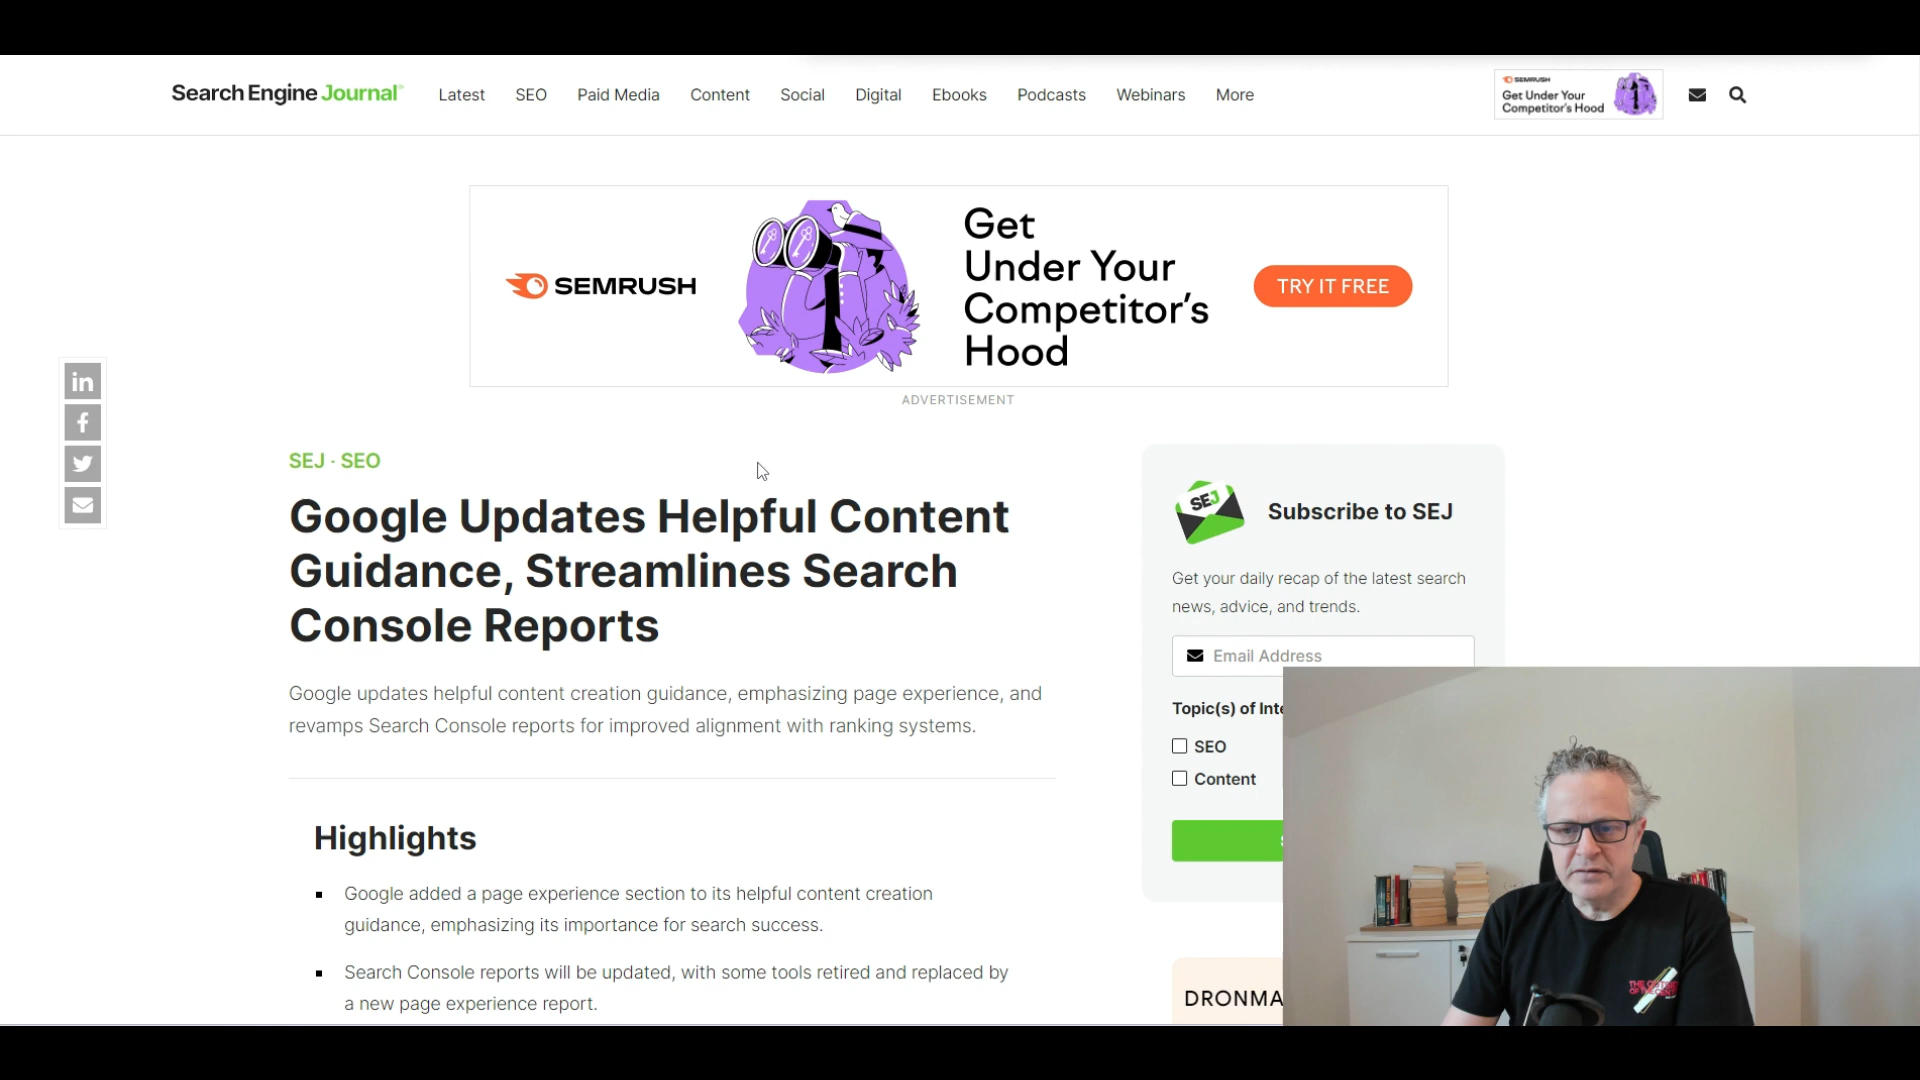 Search Engine Journal
Latest
SEO
Paid Media
Content
Social
Digital
Ebooks
Podcasts
Webinars
More
SEMRUSH
Get Under Your
Competitor's Hood
SEMRUSH
Get
Under Your
Competitor's
Hood
TRY IT FREE
ADVERTISEMENT
in
f
SEJ · SEO
Google Updates Helpful Content
Guidance, Streamlines Search
Console Reports
Google updates helpful content creation guidance, emphasizing page experience, and
revamps Search Console reports for improved alignment with ranking systems.
Highlights
▪ Google added a page experience section to its helpful content creation
guidance, emphasizing its importance for search success.
▪ Search Console reports will be updated, with some tools retired and replaced by
a new page experience report.
SEJ
Subscribe to SEJ
Get your daily recap of the latest search
news, advice, and trends.
Email Address
Topic(s) of Inte
SEO
Content
DRONMA